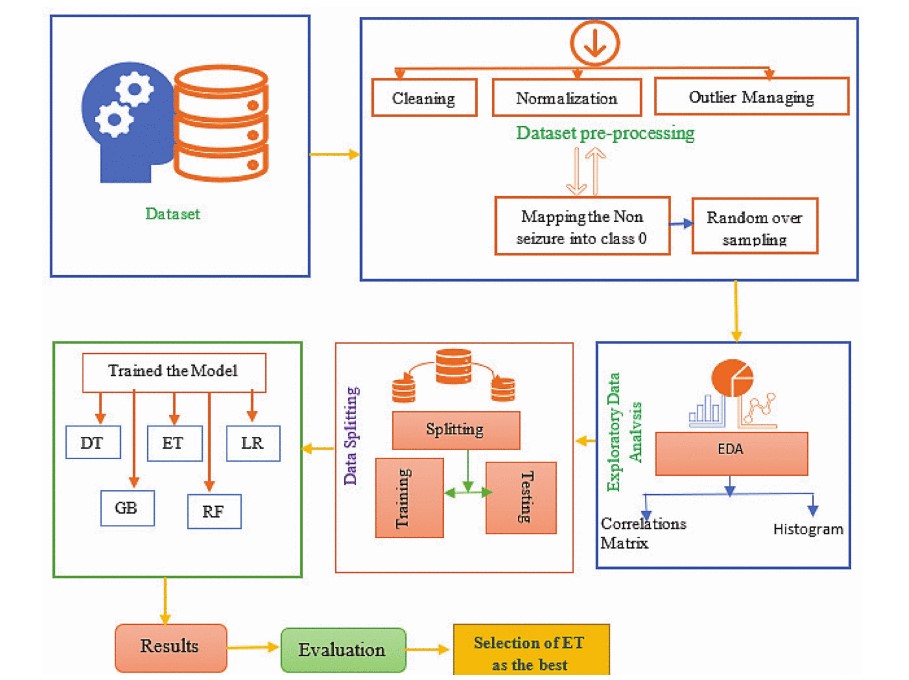 Dataset
Cleaning
Normalization
Outlier Managing
Dataset pre-processing
Mapping the Non
seizure into class 0
Random over
sampling
Trained the Model
DT
ET
LR
GB
RF
Data Splitting
Splitting
Training
Testing
Exploratory Data
Analysis
EDA
Correlations
Matrix
Histogram
Results
Evaluation
Selection of ET
as the best